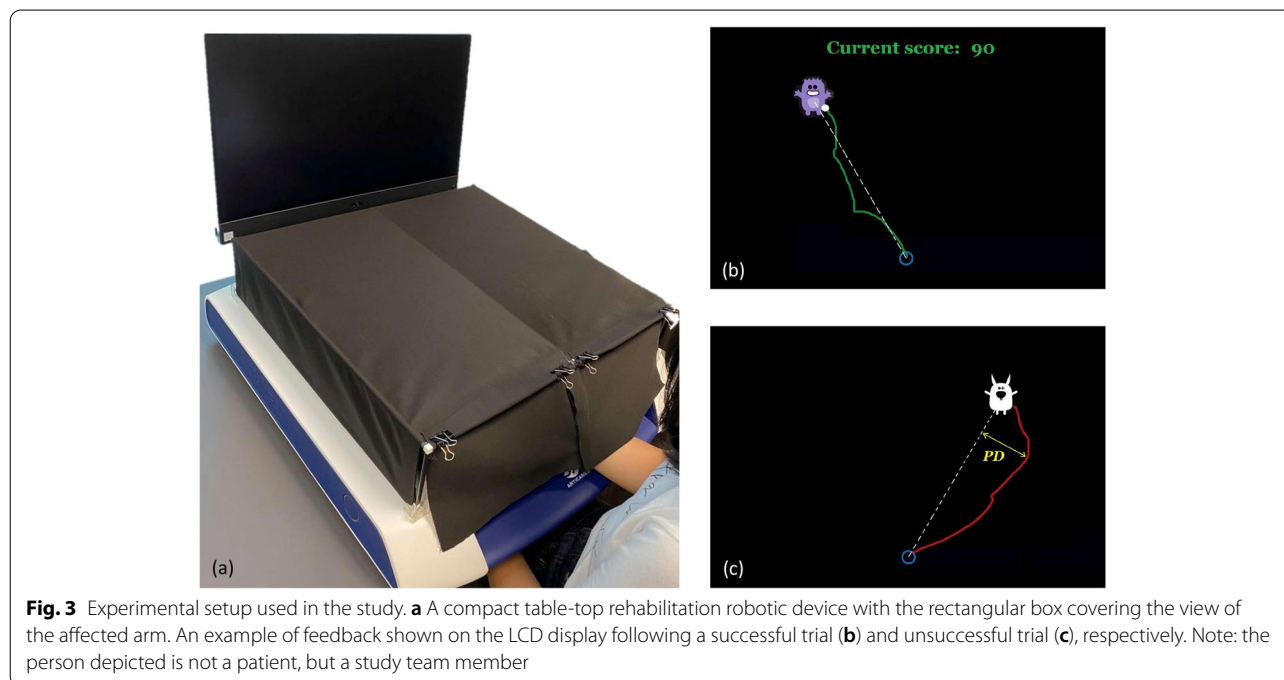 Current score: 90
(b)
PD
(c)
(a)
Fig. 3 Experimental setup used in the study. a A compact table-top rehabilitation robotic device with the rectangular box covering the view of
the affected arm. An example of feedback shown on the LCD display following a successful trial (b) and unsuccessful trial (c), respectively. Note: the
person depicted is not a patient, but a study team member